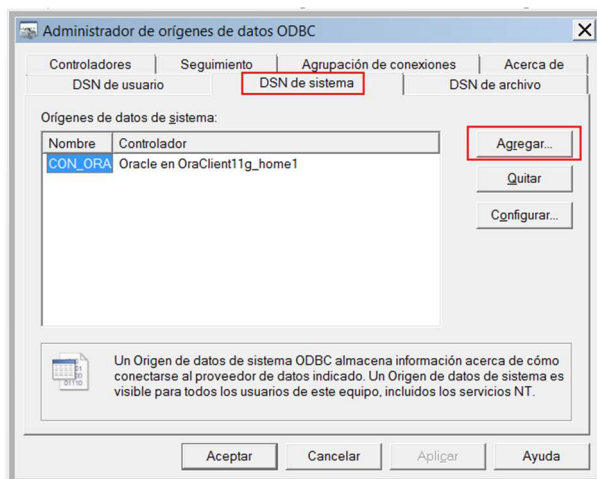 Administrador de orígenes de datos ODBC
Controladores Seguimiento Agrupación de conexiones Acerca de
DSN de usuario DSN de sistema DSN de archivo
Orígenes de datos de sistema:
Nombre Controlador
CON_ORA Oracle en OraClient11g_home1
Agregar...
Quitar
Configurar...
Un Origen de datos de sistema ODBC almacena información acerca de cómo
conectarse al proveedor de datos indicado. Un Origen de datos de sistema es
visible para todos los usuarios de este equipo, incluidos los servicios NT.
Aceptar Cancelar Aplicar Ayuda